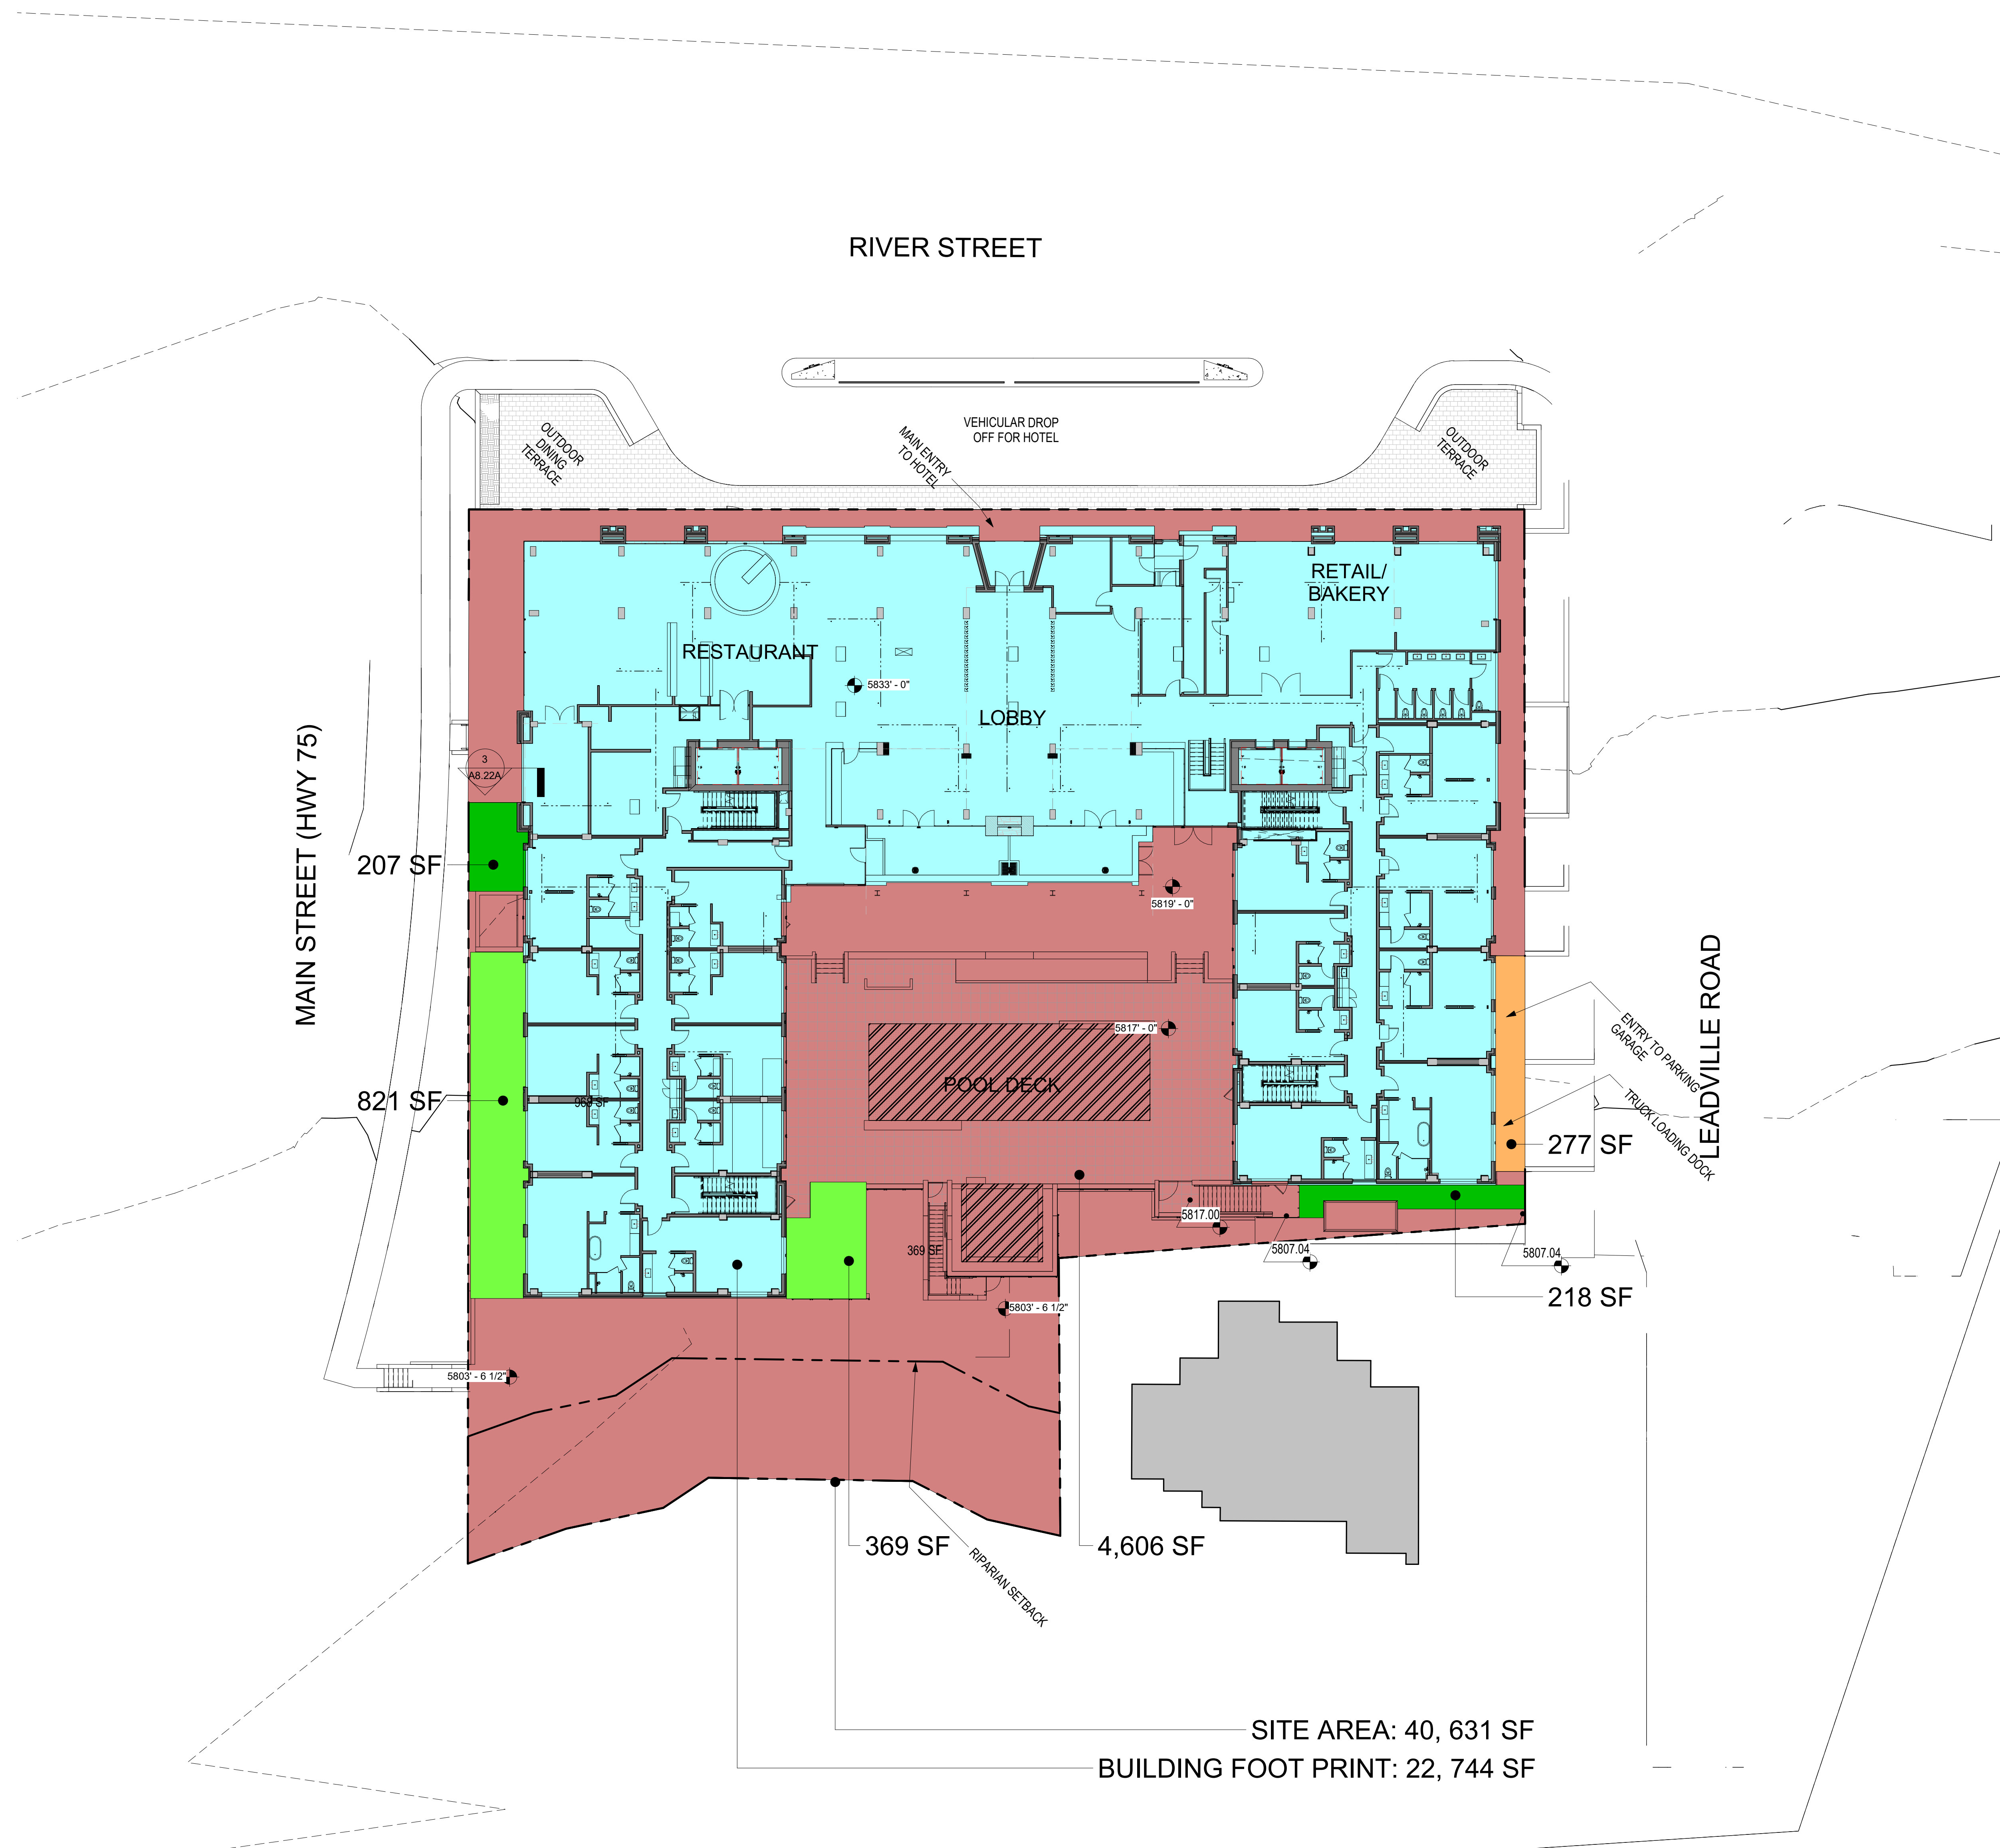 RIVER STREET
VEHICULAR DROP
OFF FOR HOTEL
MAIN ENTRY
TO HOTEL
OUTDOOR
DINING
TERRACE
OUTDOOR
TERRACE
RETAIL/
BAKERY
RESTAURANT
5833' - 0"
LOBBY
3
A8.22A
MAIN STREET (HWY 75)
207 SF
5819' - 0"
LEADVILLE ROAD
ENTRY TO PARKING
GARAGE
5817' - 0"
POOL DECK
821 SF
969 SF
TRUCK LOADING DOCK
277 SF
5817.00
369 SF
5807.04
5807.04
218 SF
5803' - 6 1/2"
5803' - 6 1/2"
369 SF
4,606 SF
RIPARIAN SETBACK
SITE AREA: 40, 631 SF
BUILDING FOOT PRINT: 22, 744 SF